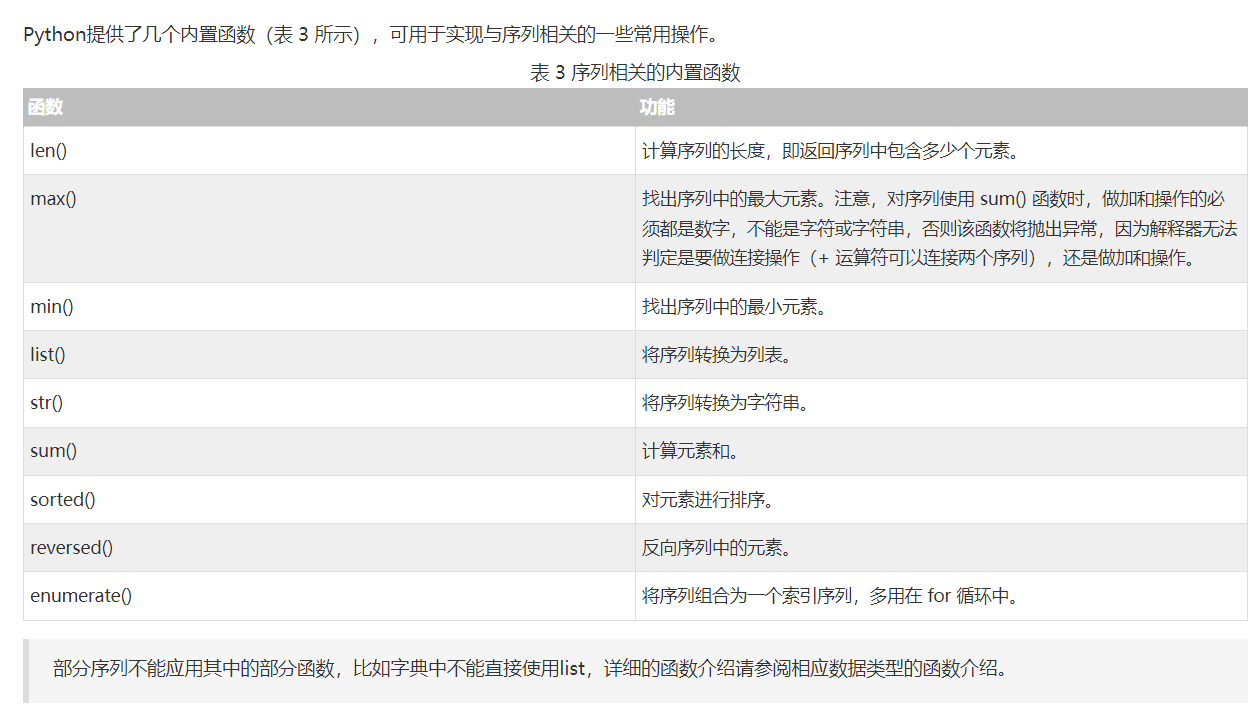 Python提供了几个内置函数（表 3 所示），可用于实现与序列相关的一些常用操作。
表 3 序列相关的内置函数
函数 功能
len() 计算序列的长度，即返回序列中包含多少个元素。
max() 找出序列中的最大元素。注意，对序列使用 sum() 函数时，做加和操作的必
须都是数字，不能是字符或字符串，否则该函数将抛出异常，因为解释器无法
判定是要做连接操作（+ 运算符可以连接两个序列），还是做加和操作。
min() 找出序列中的最小元素。
list() 将序列转换为列表。
str() 将序列转换为字符串。
sum() 计算元素和。
sorted() 对元素进行排序。
reversed() 反向序列中的元素。
enumerate() 将序列组合为一个索引序列，多用在 for 循环中。
部分序列不能应用其中的部分函数，比如字典中不能直接使用list，详细的函数介绍请参阅相应数据类型的函数介绍。